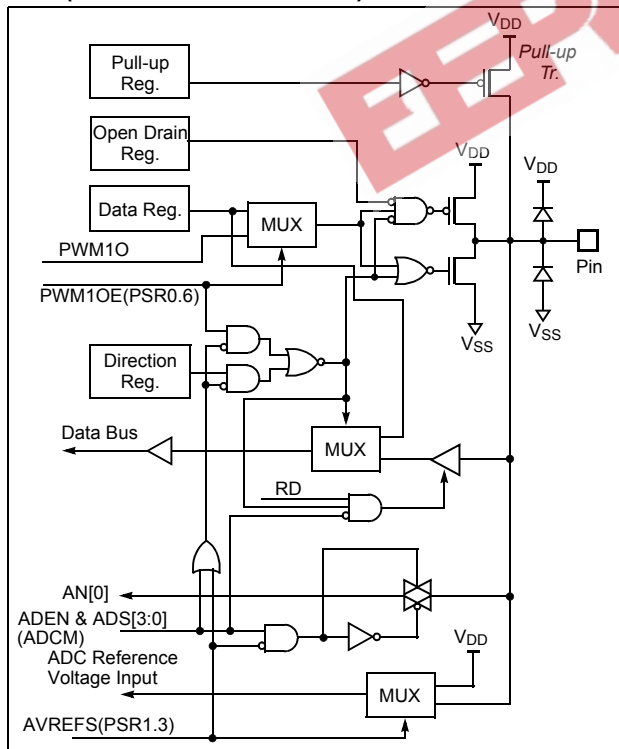 VDD
Pull-up
Reg.
Pull-up
Tr.
Open Drain
Reg.
VDD
VDD
Data Reg.
MUX
PWM1O
Pin
PWM1OE(PSR0.6)
VSS
VSS
Direction
Reg.
Data Bus
MUX
RD
AN[0]
ADEN & ADS[3:0]
(ADCM)
ADC Reference
Voltage Input
VDD
MUX
AVREFS(PSR1.3)